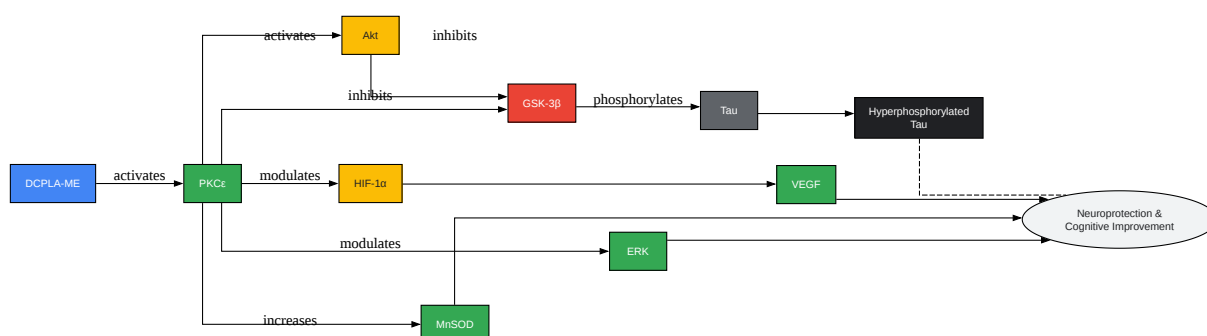 activates
Akt
inhibits
inhibits
GSK-3β
phosphorylates
Tau
Hyperphosphorylated
Tau
DCPLA-ME
activates
PKCε
modulates
HIF-1α
VEGF
Neuroprotection &
Cognitive Improvement
modulates
ERK
increases
MnSOD